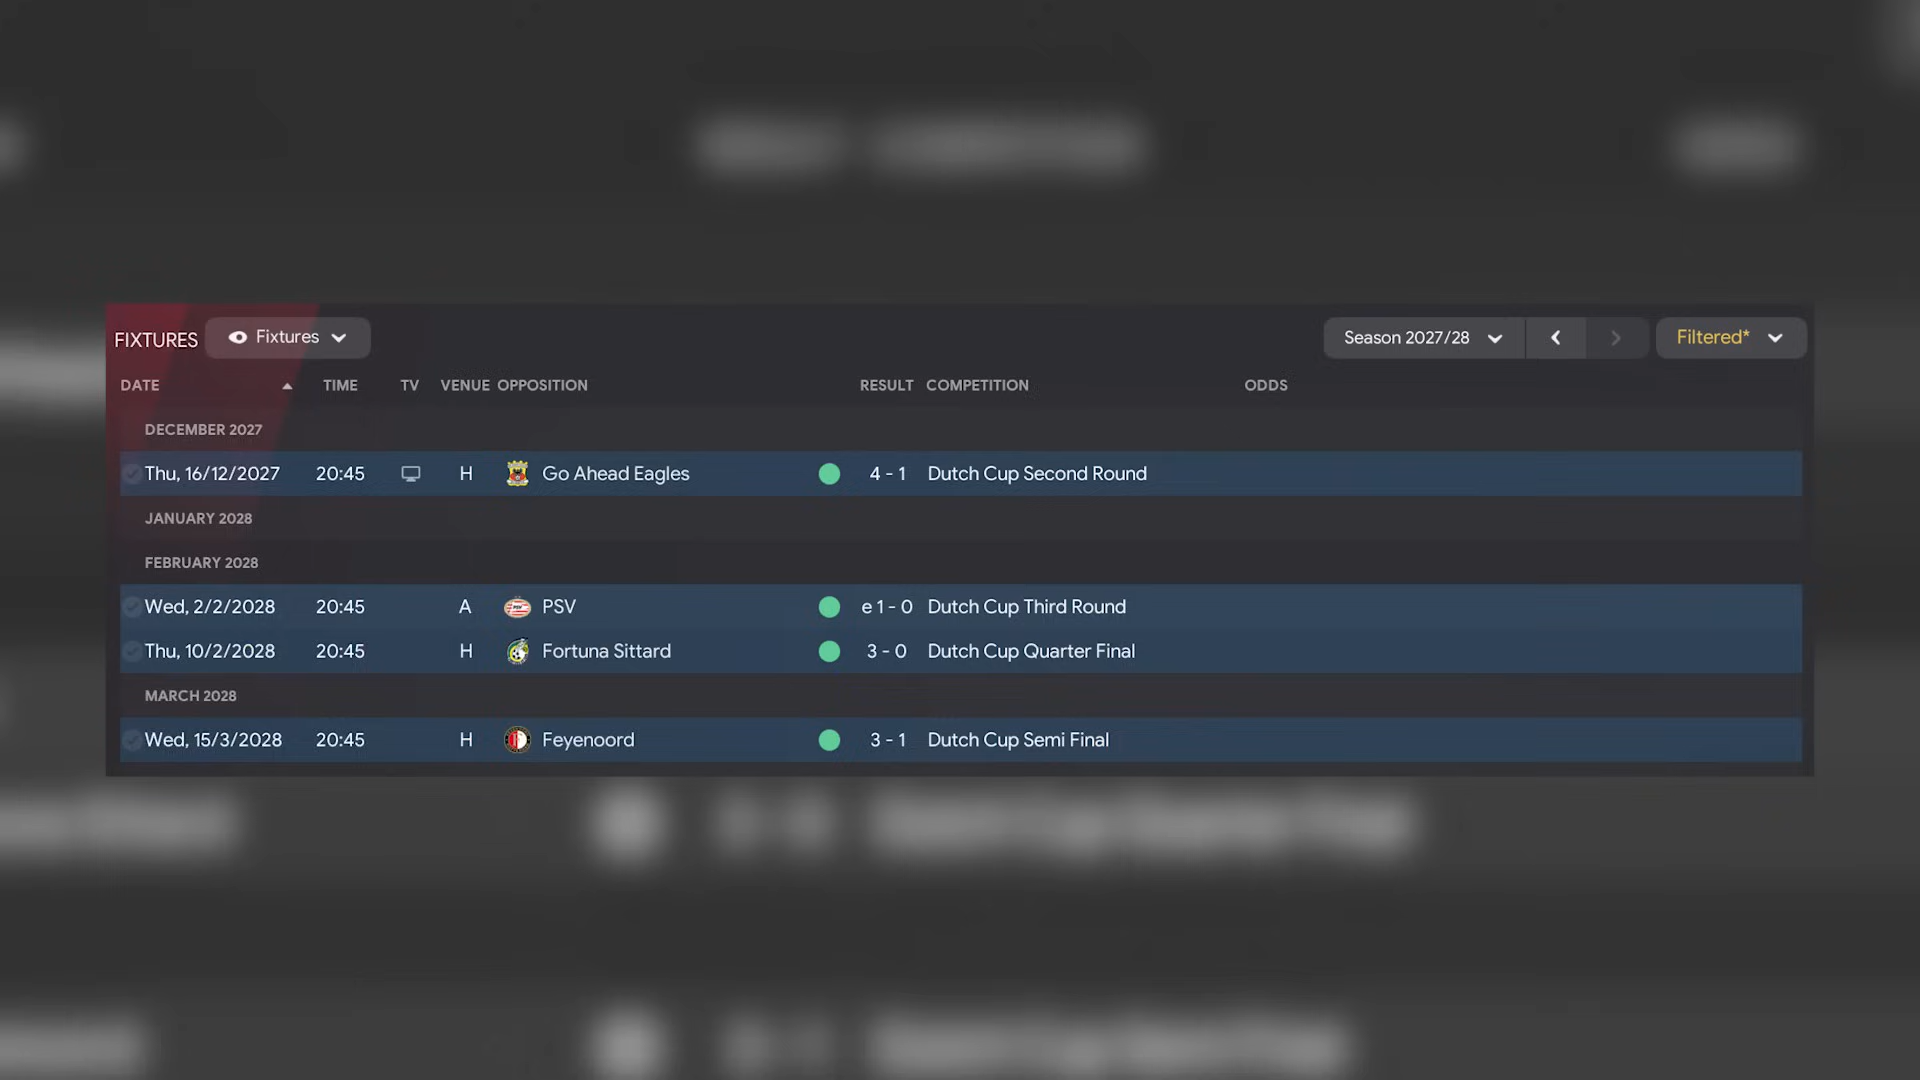 FIXTURES Fixtures Season 2027/28 Filtered*
DATE TIME TV VENUE OPPOSITION RESULT COMPETITION ODDS
DECEMBER 2027
Thu, 16/12/2027 20:45 H Go Ahead Eagles 4 - 1 Dutch Cup Second Round
JANUARY 2028
FEBRUARY 2028
Wed, 2/2/2028 20:45 A PSV e 1 - 0 Dutch Cup Third Round
Thu, 10/2/2028 20:45 H Fortuna Sittard 3 - 0 Dutch Cup Quarter Final
MARCH 2028
Wed, 15/3/2028 20:45 H Feyenoord 3 - 1 Dutch Cup Semi Final